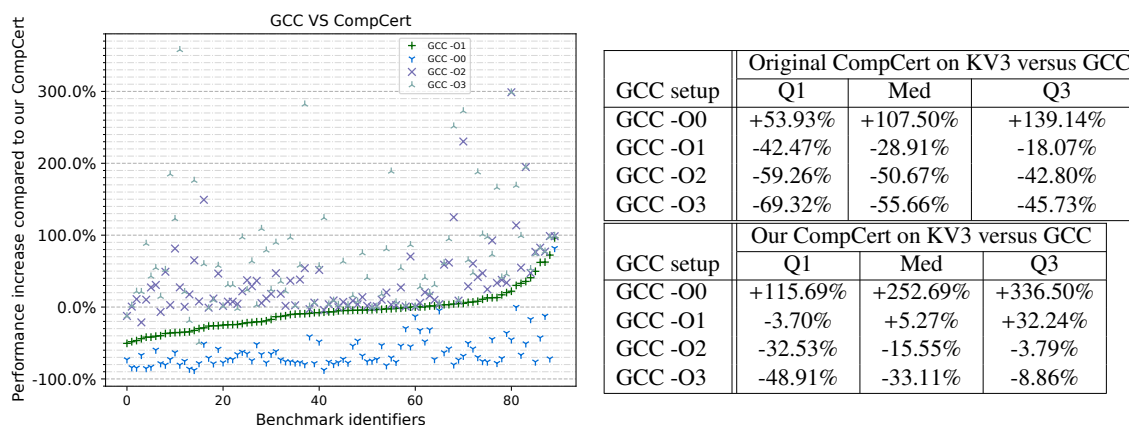 GCC VS CompCert
Performance increase compared to our CompCert
300.0%
200.0%
100.0%
0.0%
-100.0%
0 20 40 60 80
Benchmark identifiers
GCC -O1
GCC -O0
GCC -O2
GCC -O3
Original CompCert on KV3 versus GCC
GCC setup Q1 Med Q3
GCC -O0 +53.93% +107.50% +139.14%
GCC -O1 -42.47% -28.91% -18.07%
GCC -O2 -59.26% -50.67% -42.80%
GCC -O3 -69.32% -55.66% -45.73%
Our CompCert on KV3 versus GCC
GCC setup Q1 Med Q3
GCC -O0 +115.69% +252.69% +336.50%
GCC -O1 -3.70% +5.27% +32.24%
GCC -O2 -32.53% -15.55% -3.79%
GCC -O3 -48.91% -33.11% -8.86%